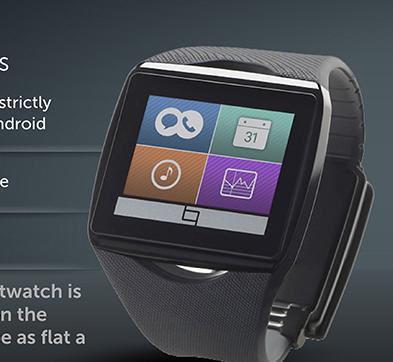 s
strictly
ndroid
e
31
twatch is
n the
e as flat a